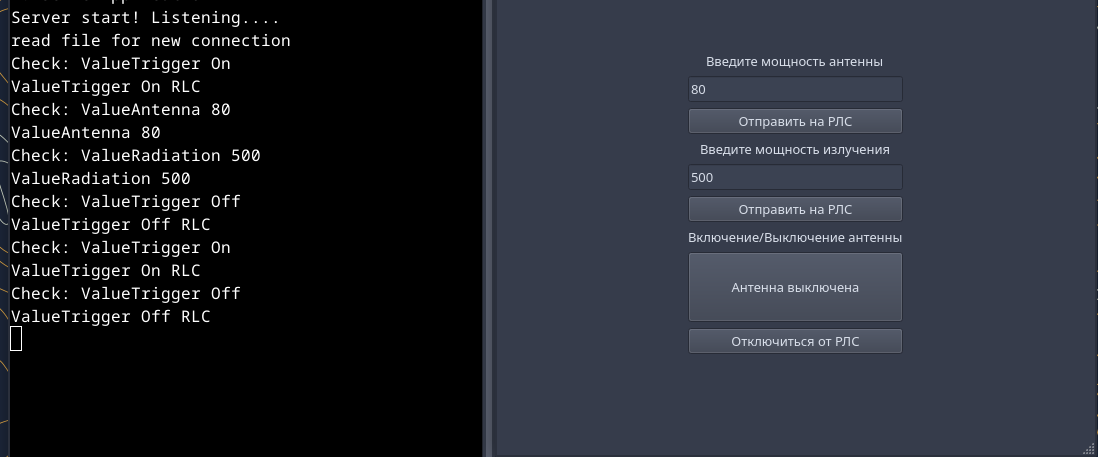 Server start! Listening....
read file for new connection
Check: ValueTrigger On
ValueTrigger On RLC
Check: ValueAntenna 80
ValueAntenna 80
Check: ValueRadiation 500
ValueRadiation 500
Check: ValueTrigger Off
ValueTrigger Off RLC
Check: ValueTrigger On
ValueTrigger On RLC
Check: ValueTrigger Off
ValueTrigger Off RLC
Введите мощность антенны
80
Отправить на РЛС
Введите мощность излучения
500
Отправить на РЛС
Включение/Выключение антенны
Антенна выключена
Отключиться от РЛС